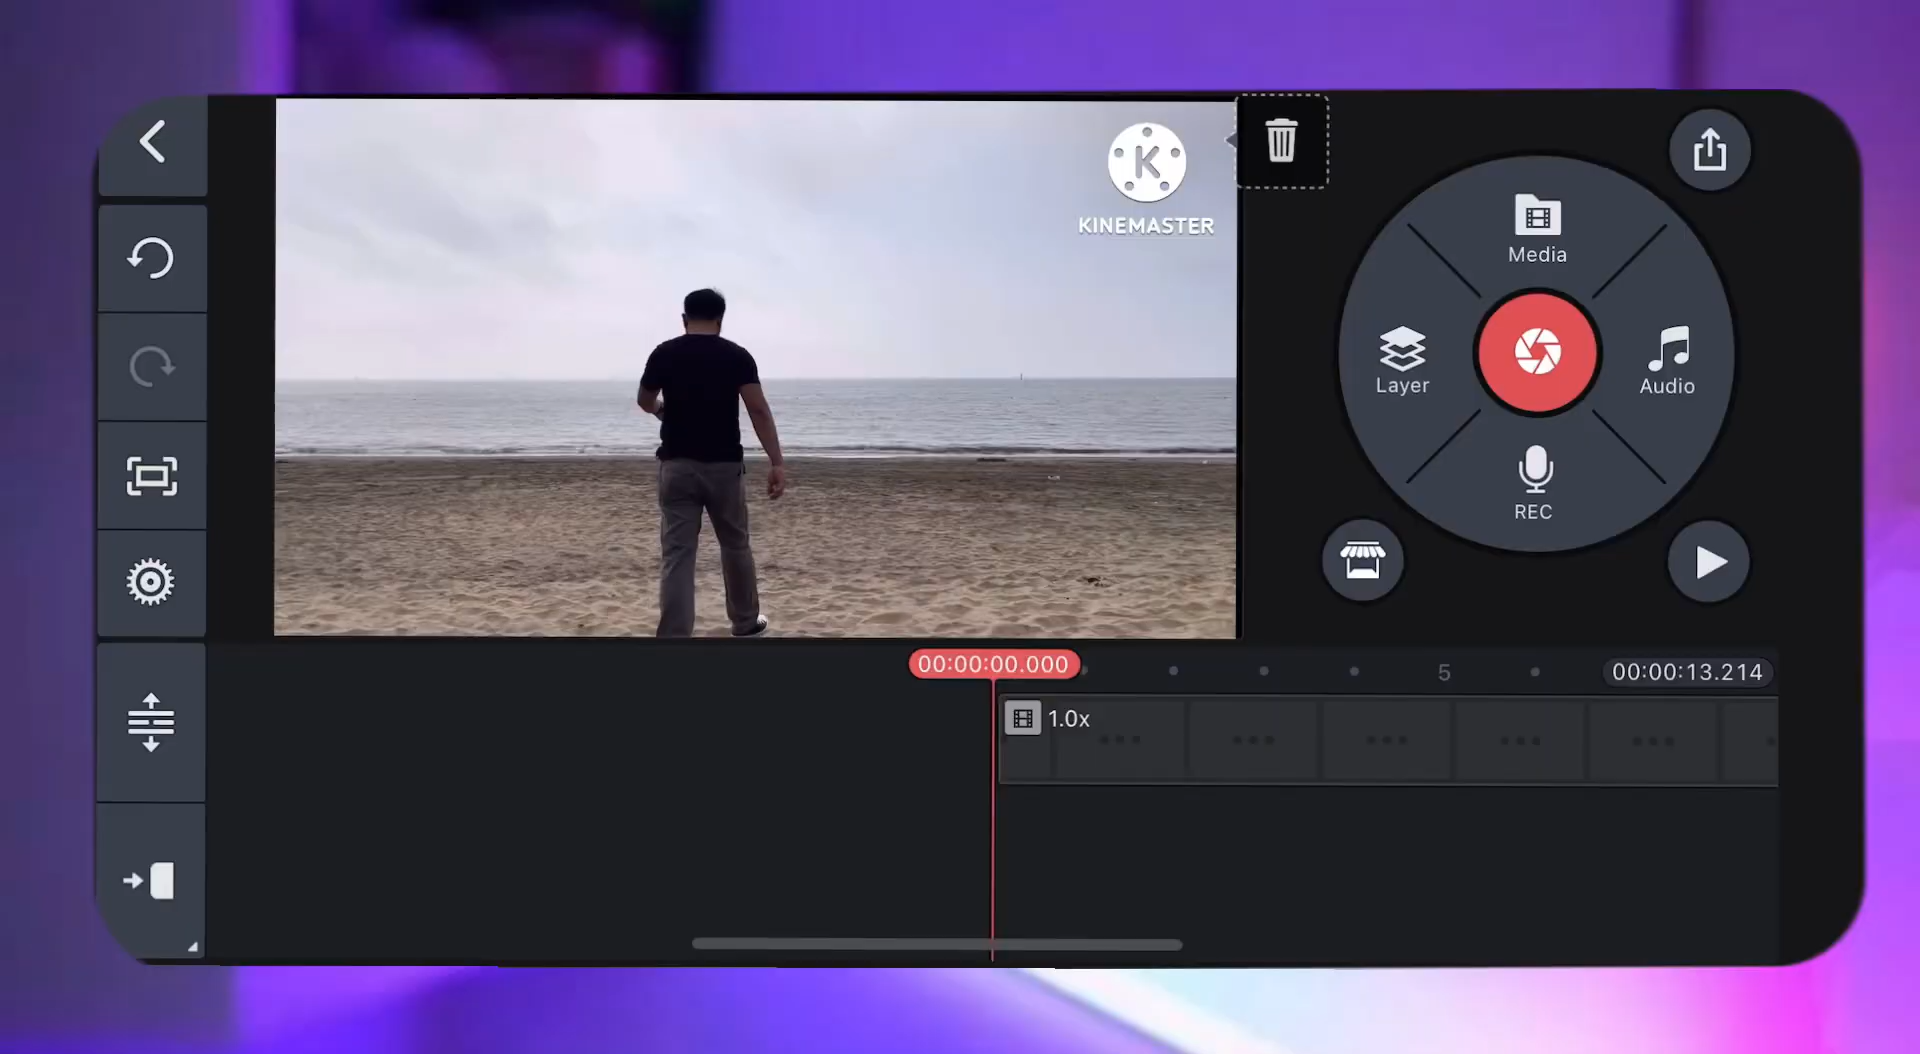 K
KINEMASTER
Media
Layer
Audio
REC
00:00:00.000
5
00:00:13.214
1.0x